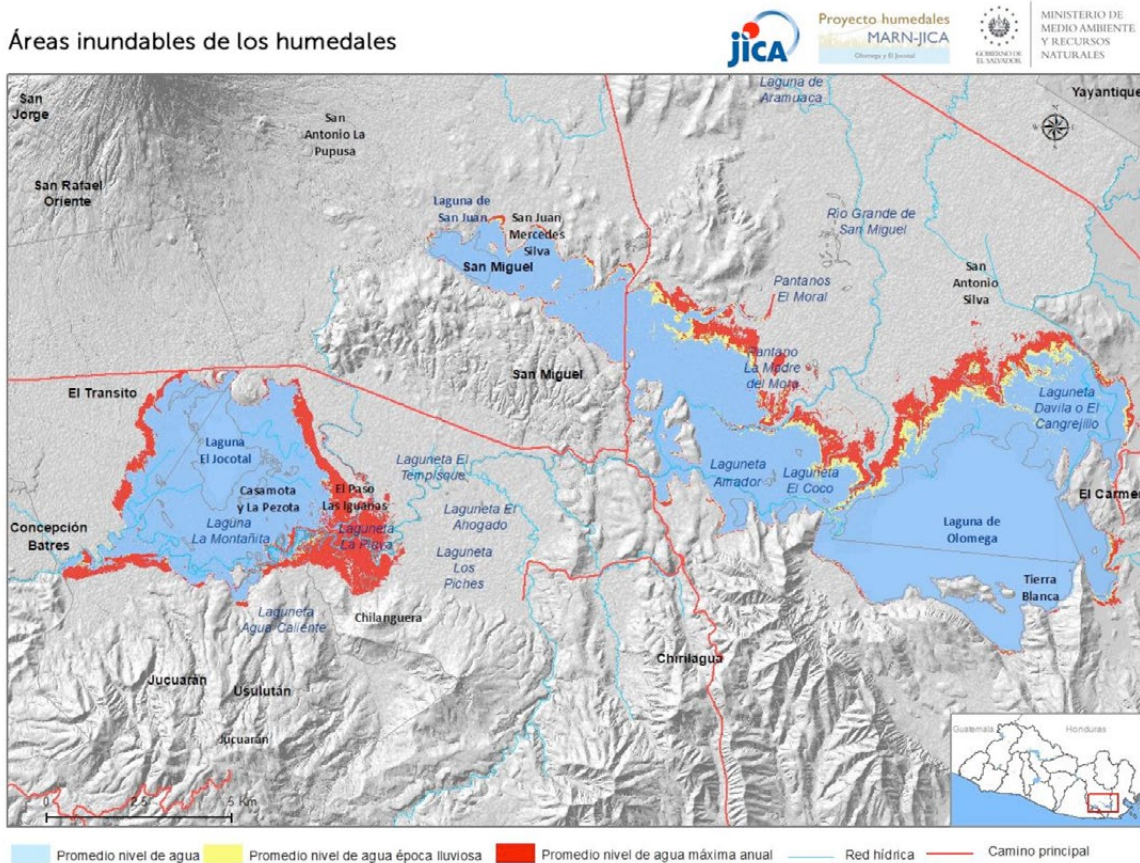 Áreas inundables de los humedales
jica
Proyecto humedales
MARN-JICA
Olomega y El Jocotal
GOBIERNO DE
EL SALVADOR
MINISTERIO DE
MEDIO AMBIENTE
Y RECURSOS
NATURALES
San
Jorge
San
Antonio La
Pupusa
Laguna de
Aramuaca
Yayantique
San Rafael
Oriente
Laguna de
San Juan
San Juan
Mercedes
Silva
San Miguel
Rio Grande de
San Miguel
Pantanos
El Moral
San
Antonio
Silva
San Miguel
Pantano
La Madre
del Mota
El Transito
Laguneta
Davila o El
Cangrejillo
Laguna
El Jocotal
Laguneta El
Tempisque
Laguneta
Amador
Laguneta
El Coco
Casamota
y La Pezota
El Paso
Las Iguanas
El Carmen
Laguneta El
Ahogado
Laguna
La Montañita
Laguneta
La Playa
Concepción
Batres
Laguna de
Olomega
Laguneta
Los
Piches
Tierra
Blanca
Laguneta
Agua Caliente
Chilanguera
Chirilagua
Jucuarán
Usulután
Jucuarán
Guatemala
Honduras
0 2.5 5 Km
Promedio nivel de agua
Promedio nivel de agua época lluviosa
Promedio nivel de agua máxima anual
Red hídrica
Camino principal